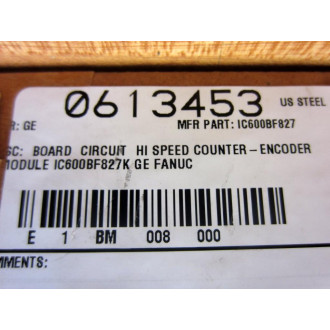 0613453 US STEEL
R: GE MFR PART: IC600BF827
SC: BOARD CIRCUIT HI SPEED COUNTER-ENCODER
MODULE IC600BF827K GE FANUC
E 1 BM 008 000
MMENTS: